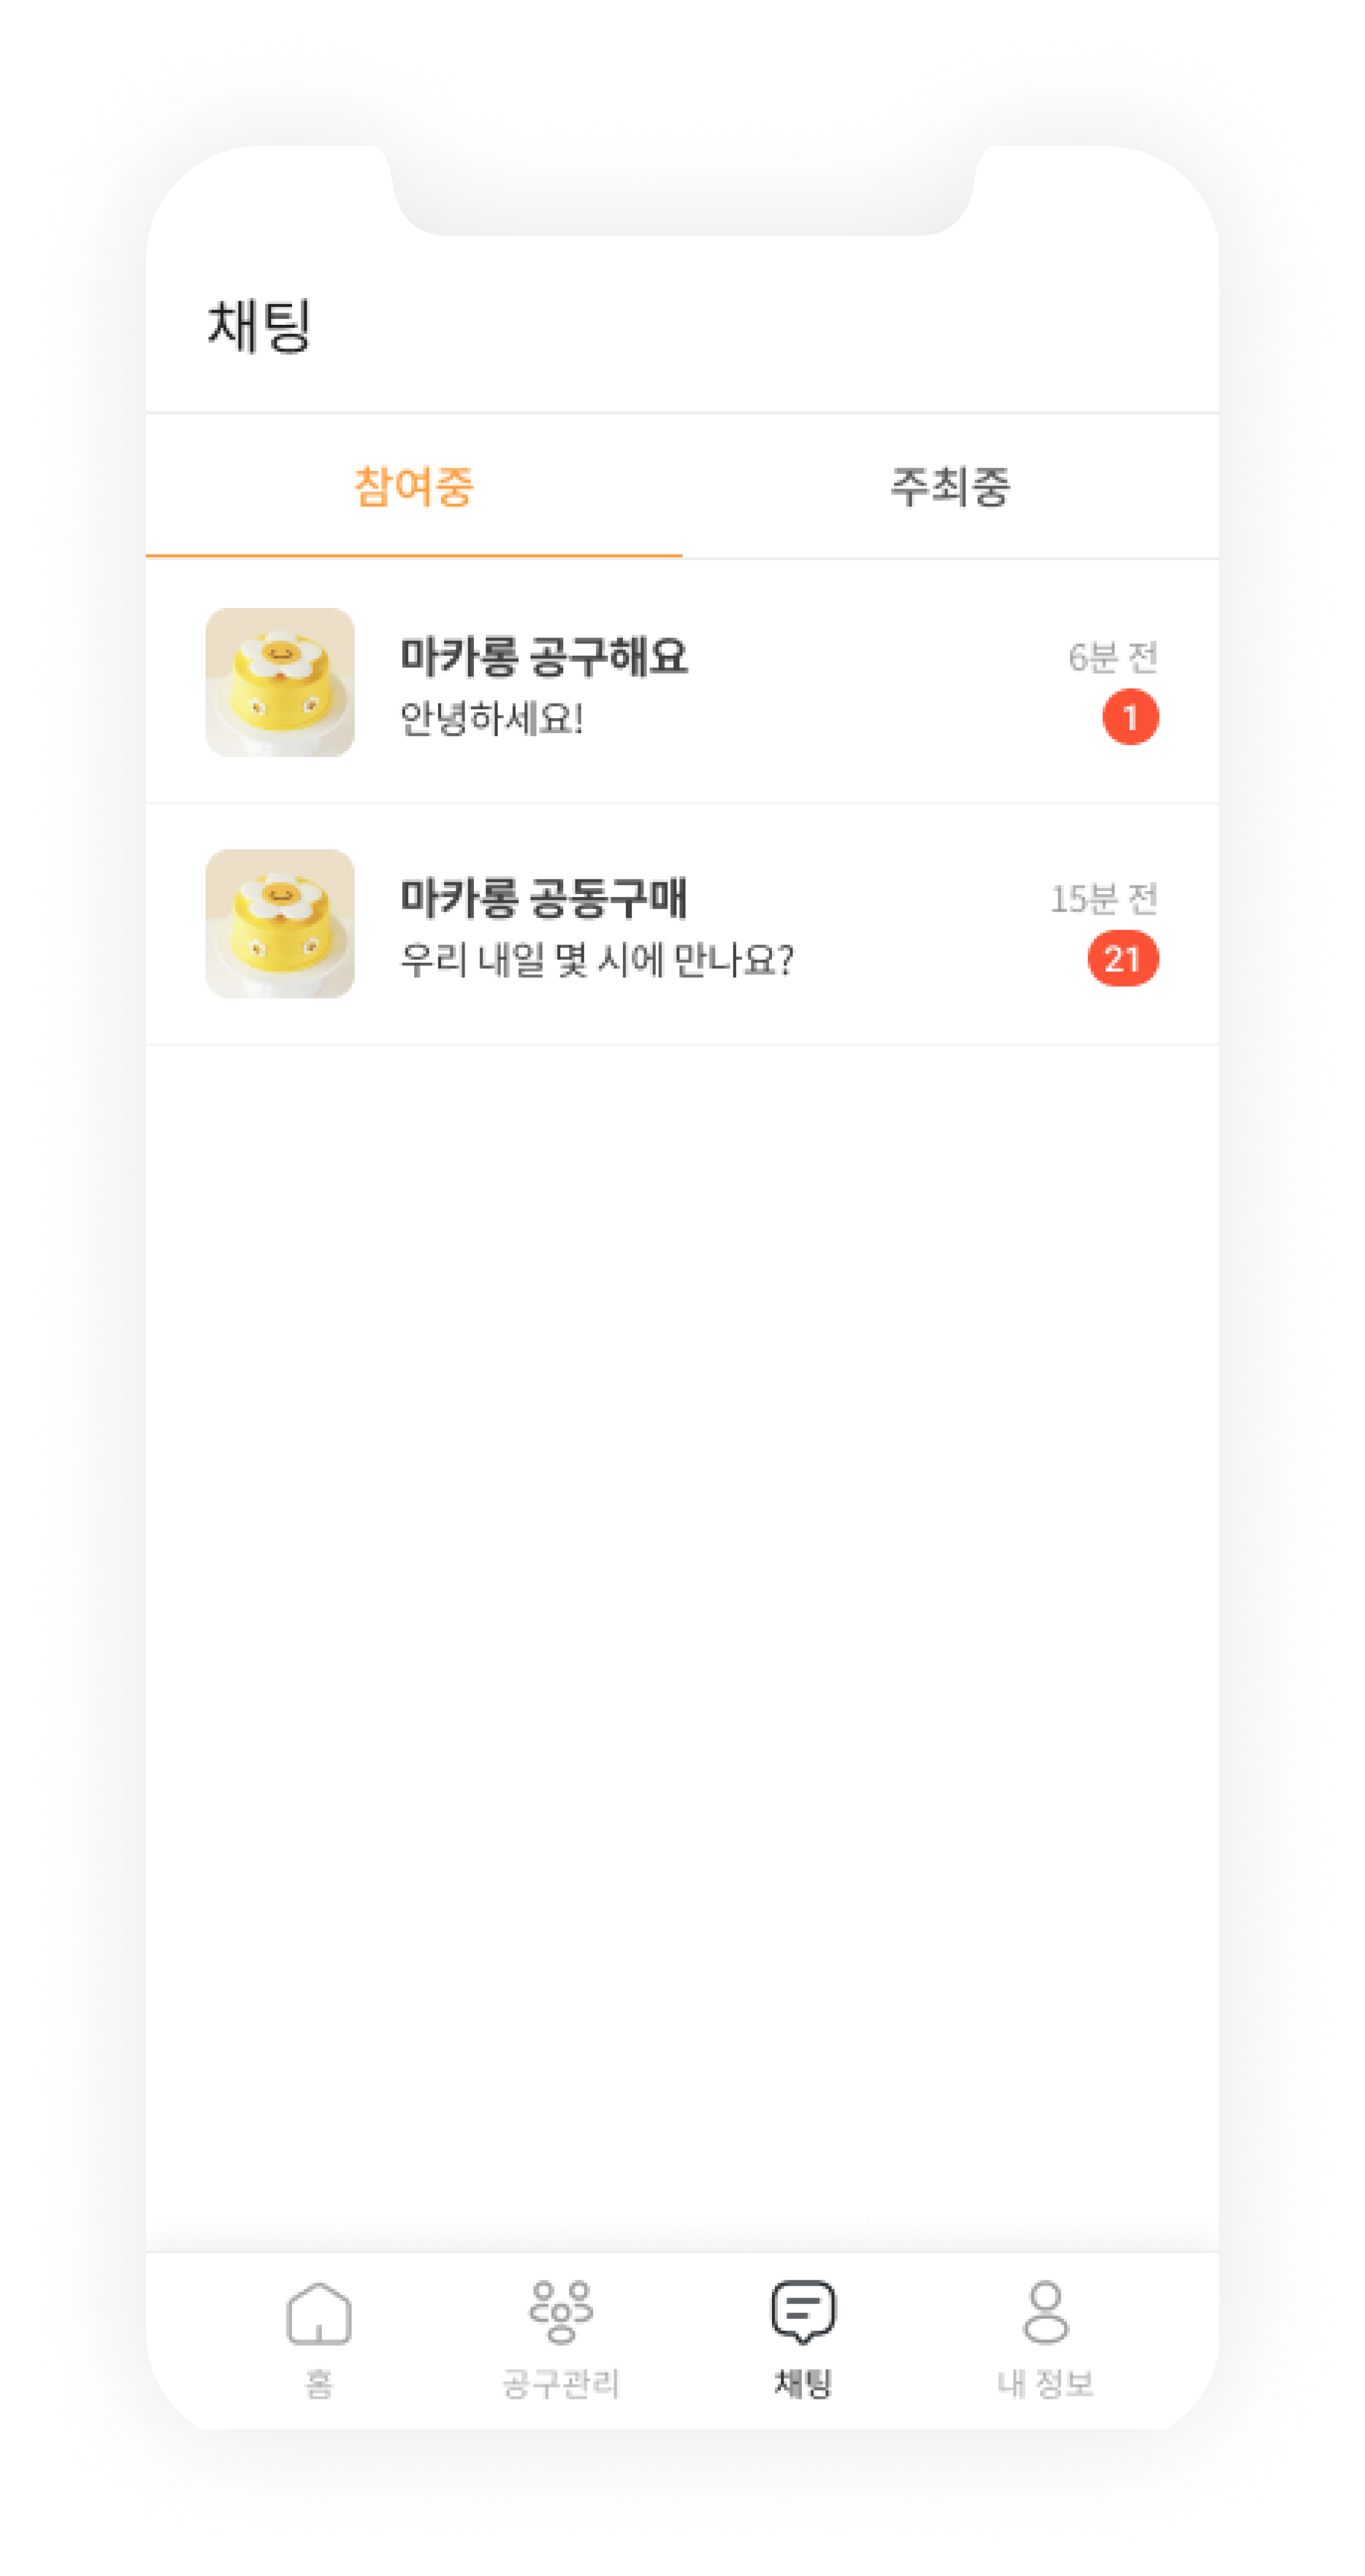 채팅
참여중 주최중
마카롱 공구해요 6분 전
안녕하세요! 1
마카롱 공동구매 15분 전
우리 내일 몇 시에 만나요? 21
홈 공구관리 채팅 내 정보